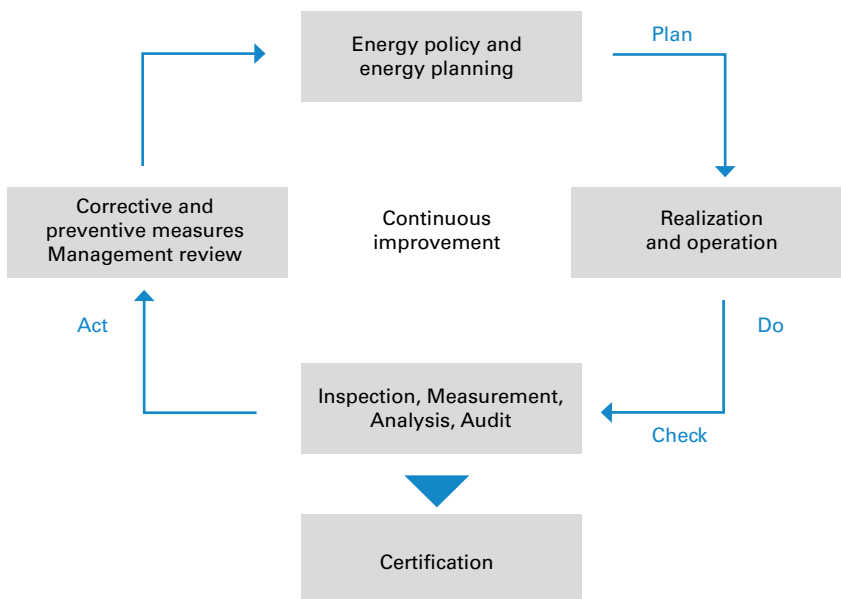 Energy policy and
energy planning
Plan
Corrective and
preventive measures
Management review
Continuous
improvement
Realization
and operation
Act
Do
Inspection, Measurement,
Analysis, Audit
Check
Certification